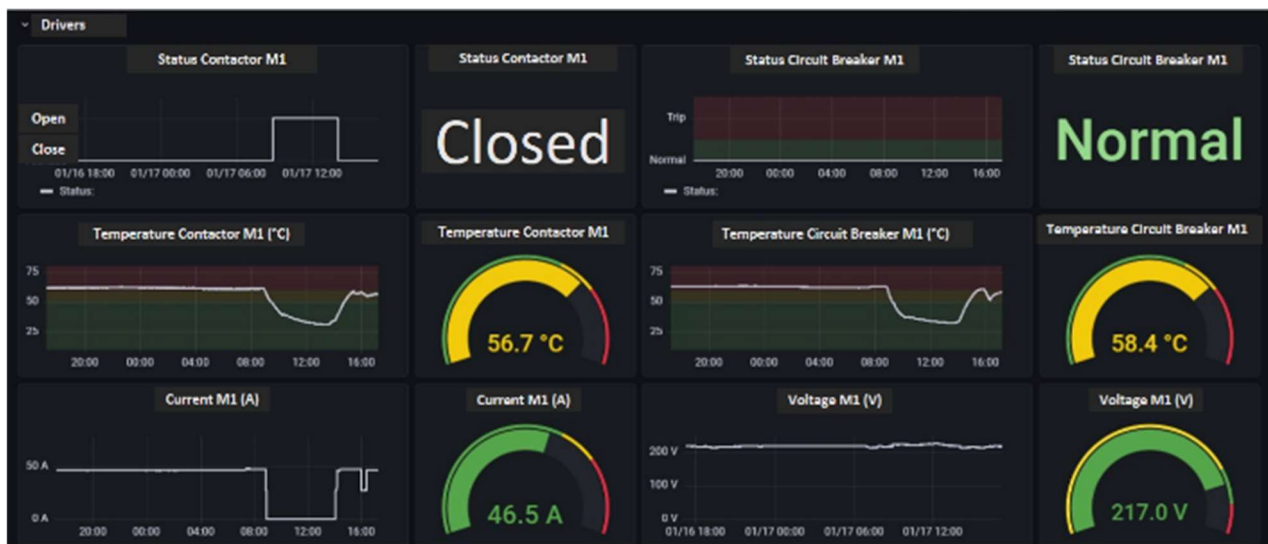 Drivers
Status Contactor M1
Open
Close
01/16 18:00 01/17 00:00 01/17 06:00 01/17 12:00
Status:
Status Contactor M1
Closed
Status Circuit Breaker M1
Trip
Normal
20:00 00:00 04:00 08:00 12:00 16:00
Status:
Status Circuit Breaker M1
Normal
Temperature Contactor M1 (°C)
75
50
25
20:00 00:00 04:00 08:00 12:00 16:00
Temperature Contactor M1
56.7 °C
Temperature Circuit Breaker M1 (°C)
75
50
25
20:00 00:00 04:00 08:00 12:00 16:00
Temperature Circuit Breaker M1
58.4 °C
Current M1 (A)
50 A
0 A
20:00 00:00 04:00 08:00 12:00 16:00
Current M1 (A)
46.5 A
Voltage M1 (V)
200 V
100 V
0 V
01/16 18:00 01/17 00:00 01/17 06:00 01/17 12:00
Voltage M1 (V)
217.0 V